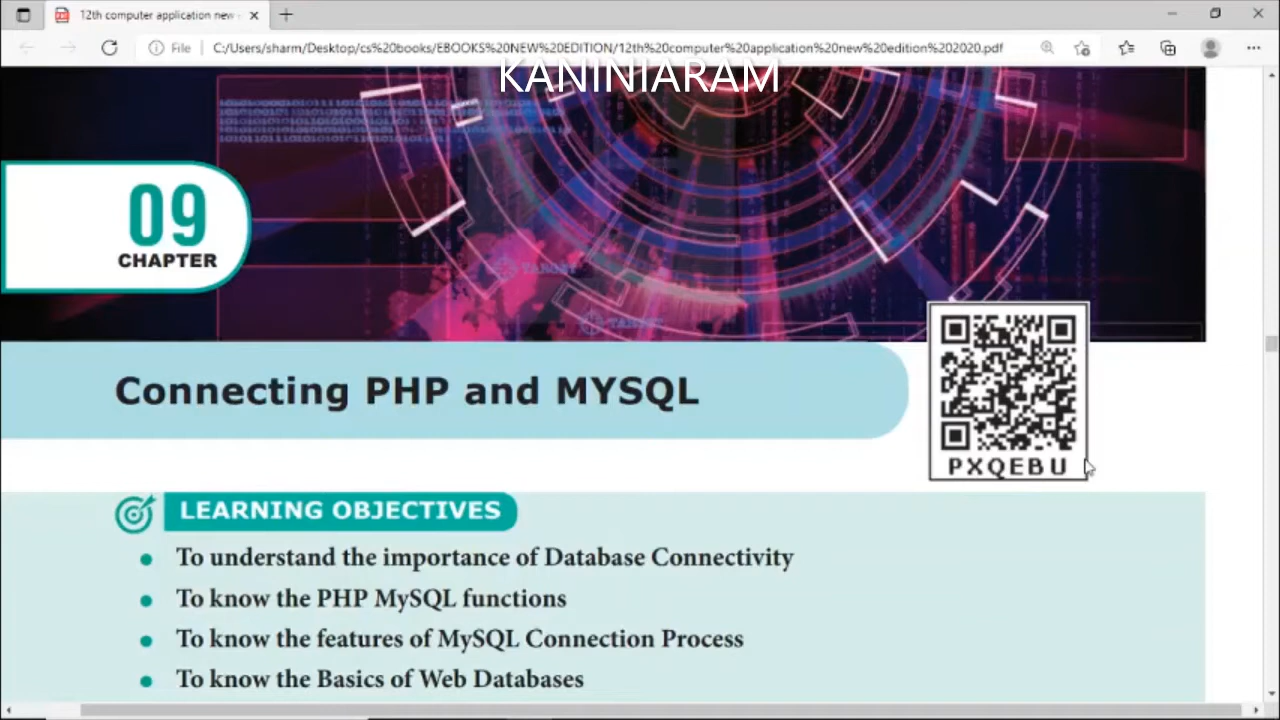 12th computer application new
File
C:/Users/sharm/Desktop/cs%20books/EBOOKS%20NEW%20EDITION/12th%20computer%20application%20new%20edition%202020.pdf
KANINIARAM
TARGET
TARGET
09
CHAPTER
Connecting PHP and MYSQL
PXQEBU
LEARNING OBJECTIVES
To understand the importance of Database Connectivity
To know the PHP MySQL functions
To know the features of MySQL Connection Process
To know the Basics of Web Databases